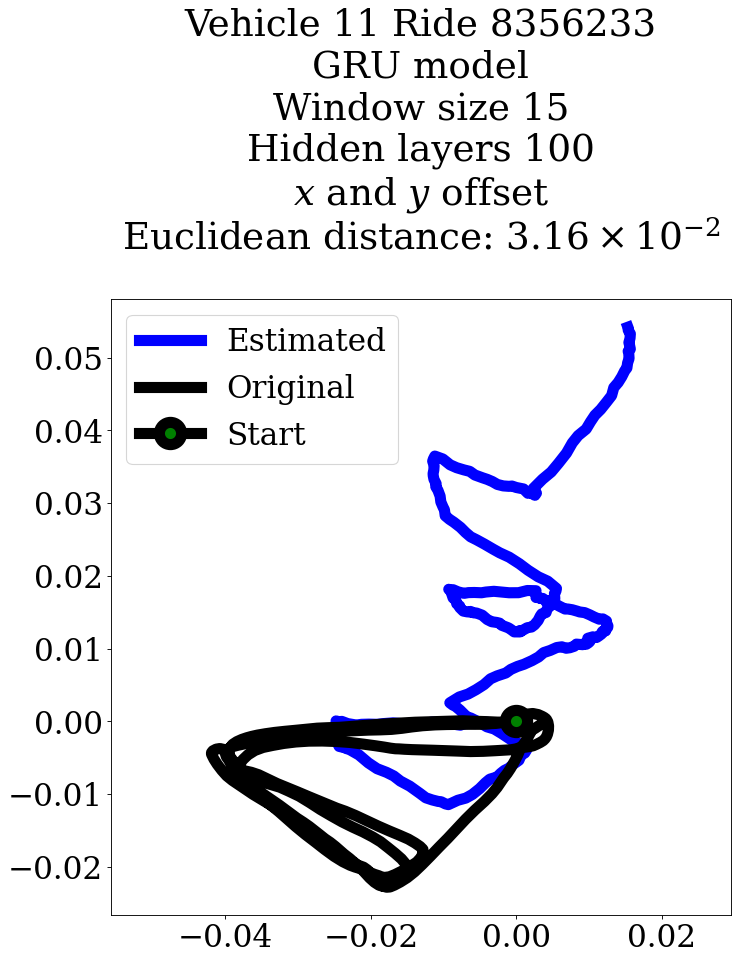 Vehicle 11 Ride 8356233
GRU model
Window size 15
Hidden layers 100
x and y offset
Euclidean distance: 3.16 × 10⁻²
Estimated
Original
Start
0.05
0.04
0.03
0.02
0.01
0.00
−0.01
−0.02
−0.04 −0.02 0.00 0.02